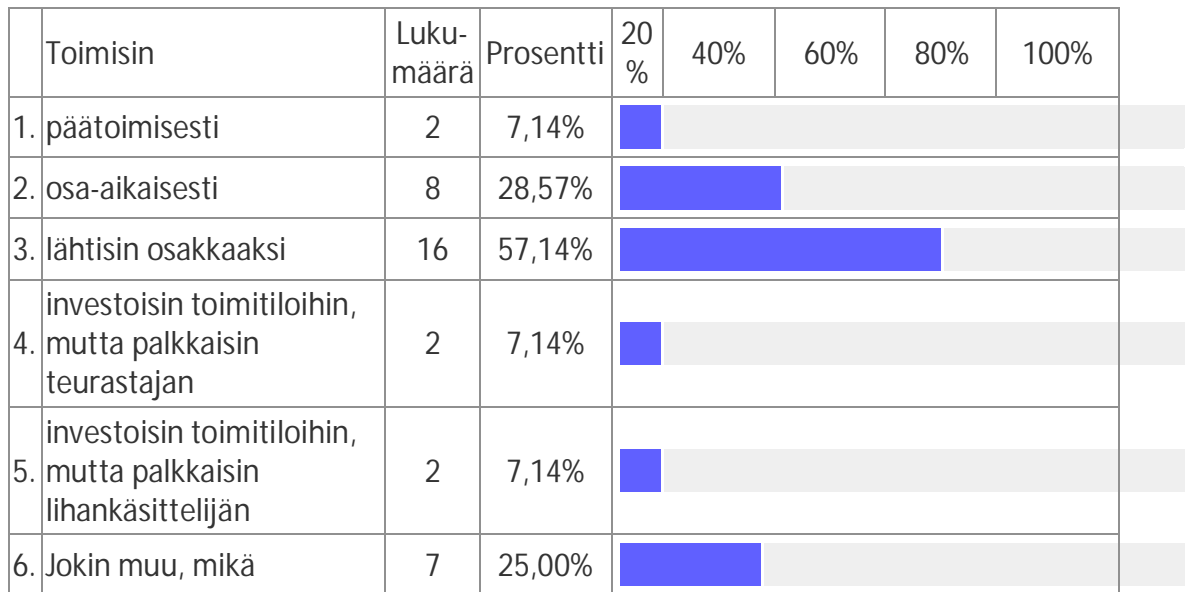 Toimisin Luku-määrä Prosentti 20 % 40% 60% 80% 100%
1. päätoimisesti 2 7,14%
2. osa-aikaisesti 8 28,57%
3. lähtisin osakkaaksi 16 57,14%
4. investoisin toimitiloihin,
mutta palkkaisin
teurastajan 2 7,14%
5. investoisin toimitiloihin,
mutta palkkaisin
lihankäsittelijän 2 7,14%
6. Jokin muu, mikä 7 25,00%